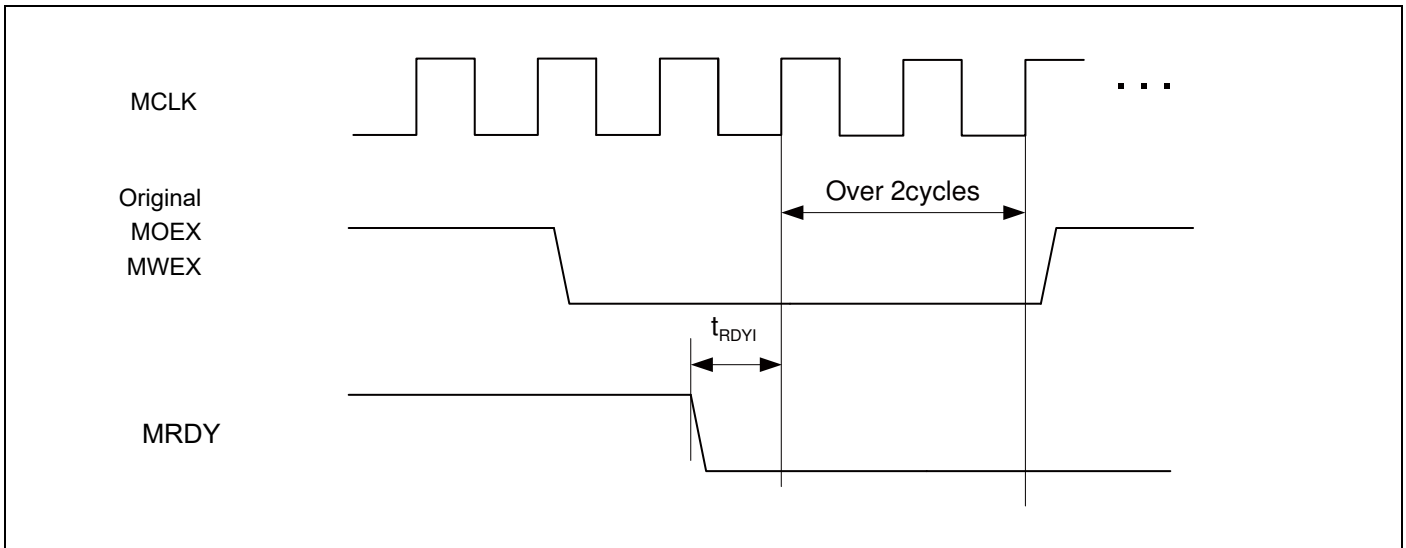 MCLK
. . .
Original
MOEX
MWEX
Over 2cycles
tRDYI
MRDY